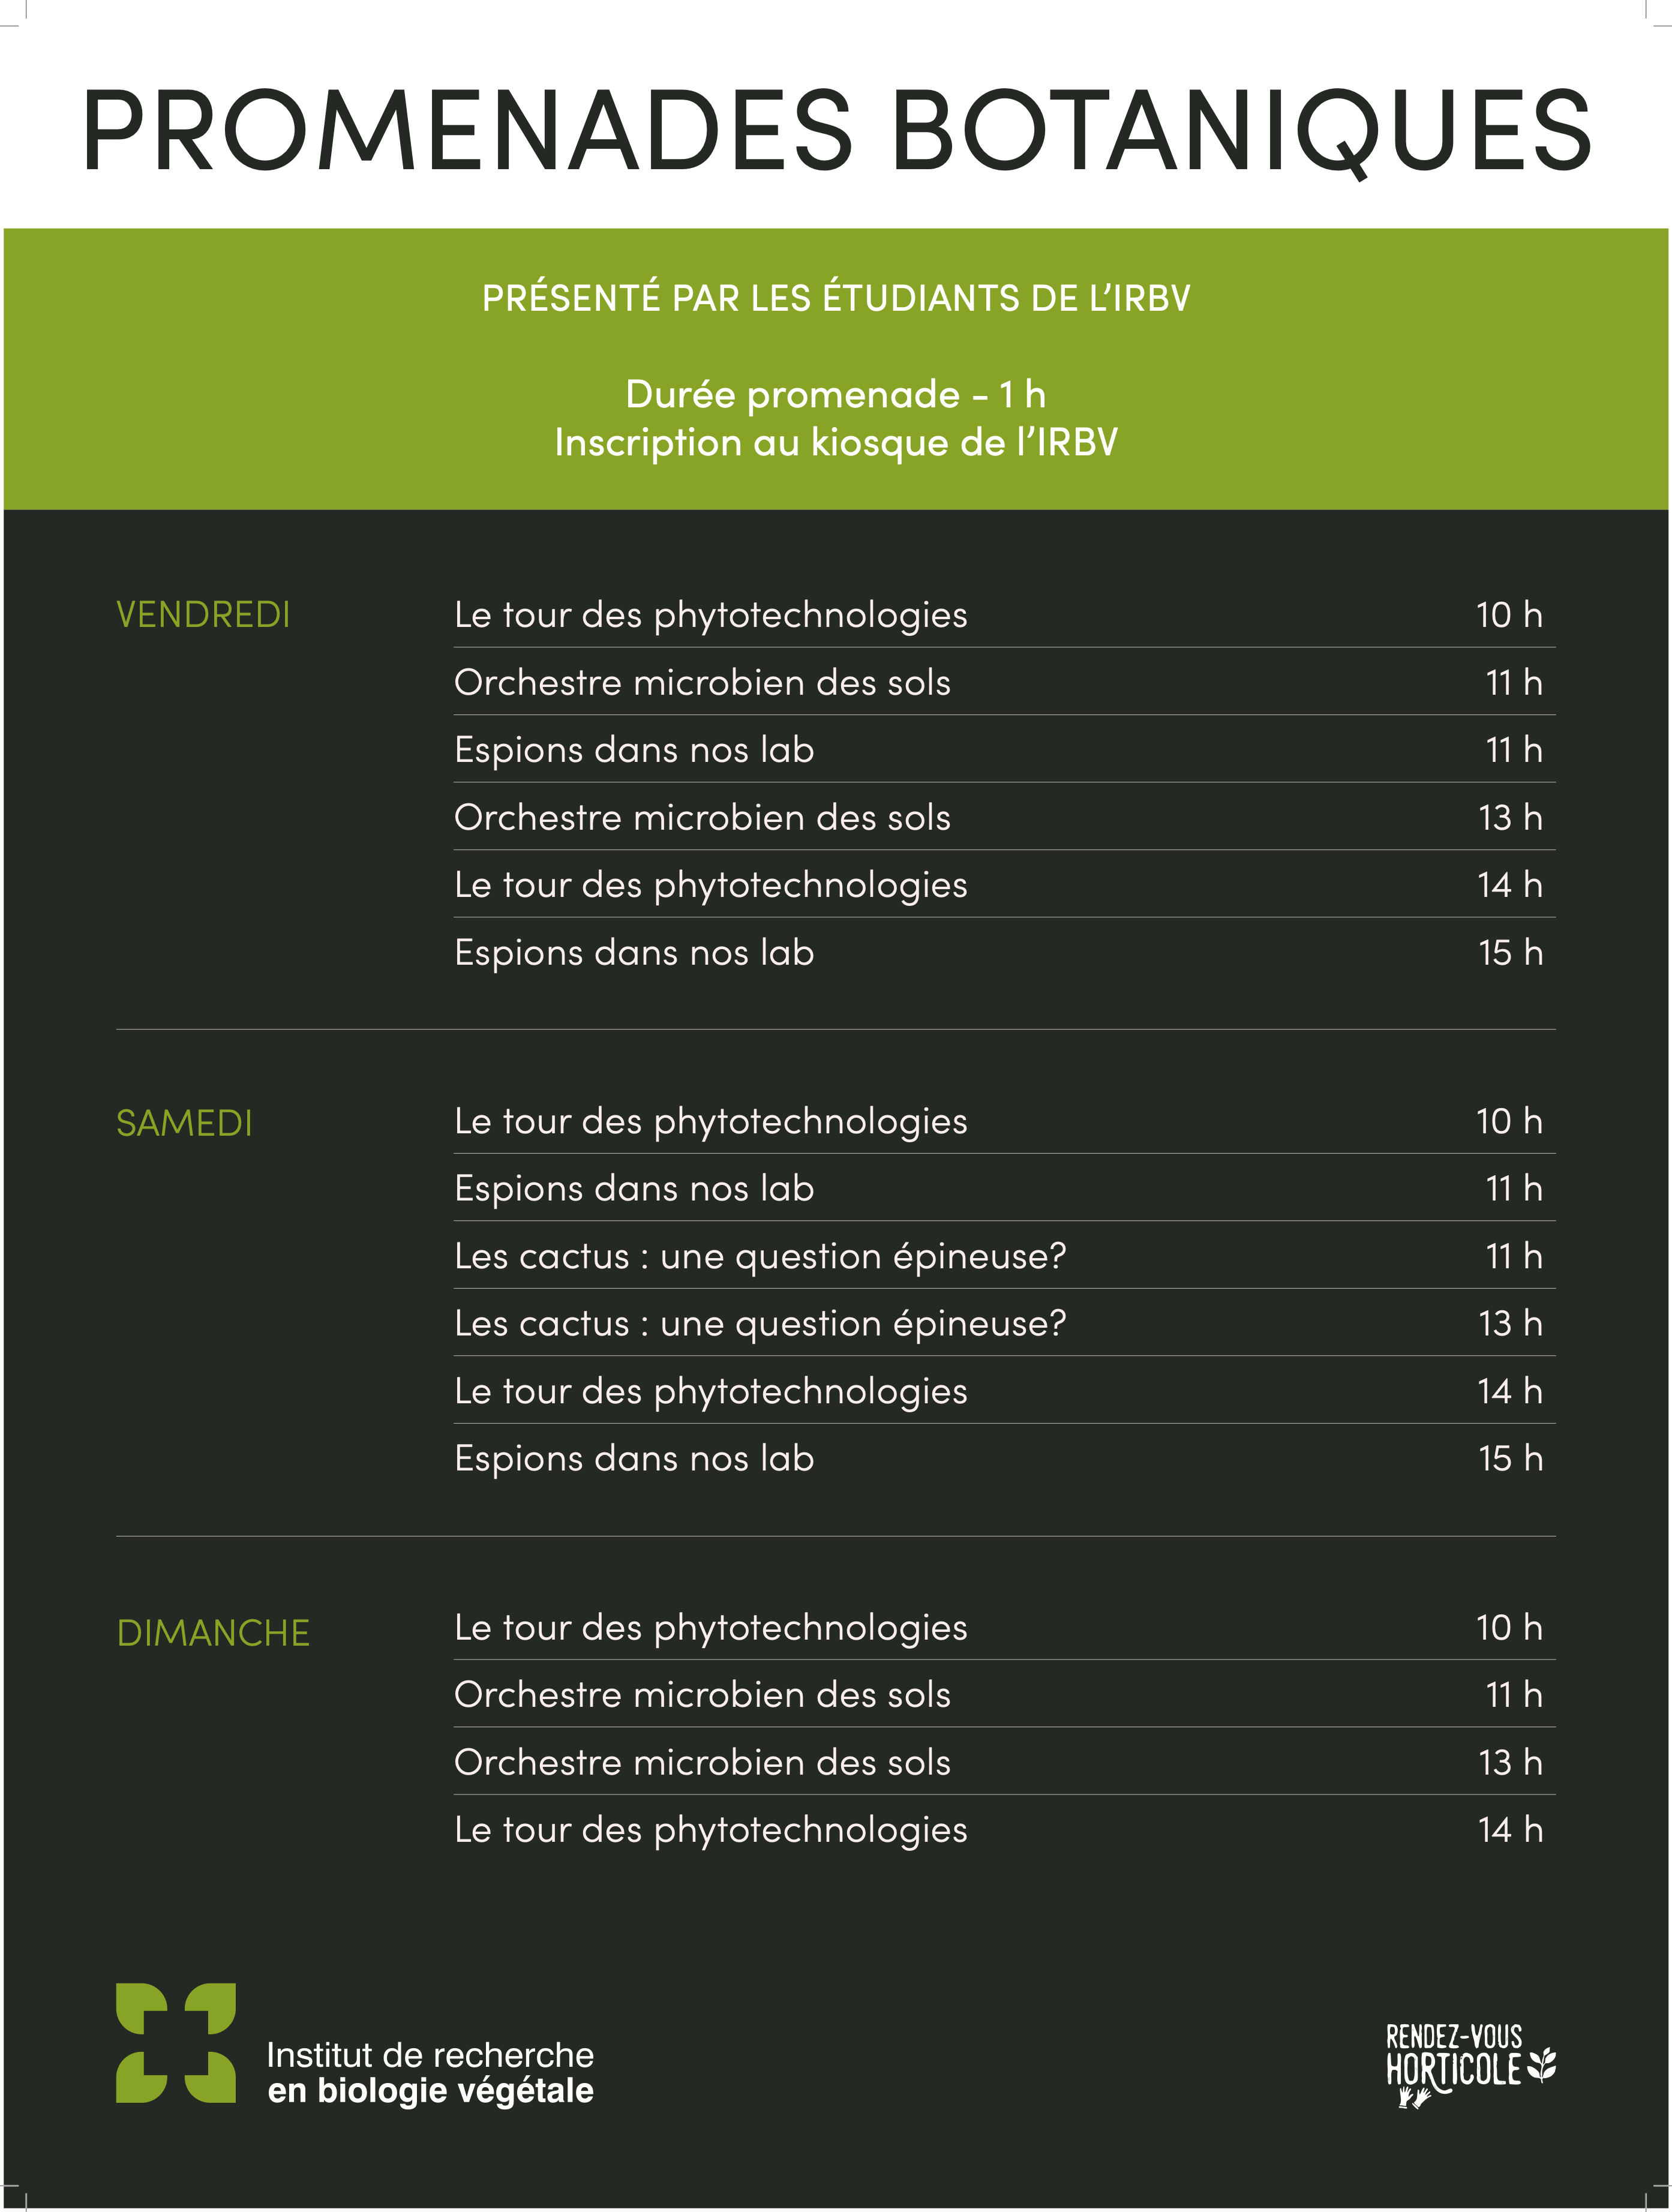 PROMENADES BOTANIQUES
PRÉSENTÉ PAR LES ÉTUDIANTS DE L’IRBV
Durée promenade - 1 h
Inscription au kiosque de l’IRBV
VENDREDI Le tour des phytotechnologies 10 h
Orchestre microbien des sols 11 h
Espions dans nos lab 11 h
Orchestre microbien des sols 13 h
Le tour des phytotechnologies 14 h
Espions dans nos lab 15 h
SAMEDI Le tour des phytotechnologies 10 h
Espions dans nos lab 11 h
Les cactus : une question épineuse? 11 h
Les cactus : une question épineuse? 13 h
Le tour des phytotechnologies 14 h
Espions dans nos lab 15 h
DIMANCHE Le tour des phytotechnologies 10 h
Orchestre microbien des sols 11 h
Orchestre microbien des sols 13 h
Le tour des phytotechnologies 14 h
Institut de recherche
en biologie végétale
RENDEZ-VOUS
HORTICOLE